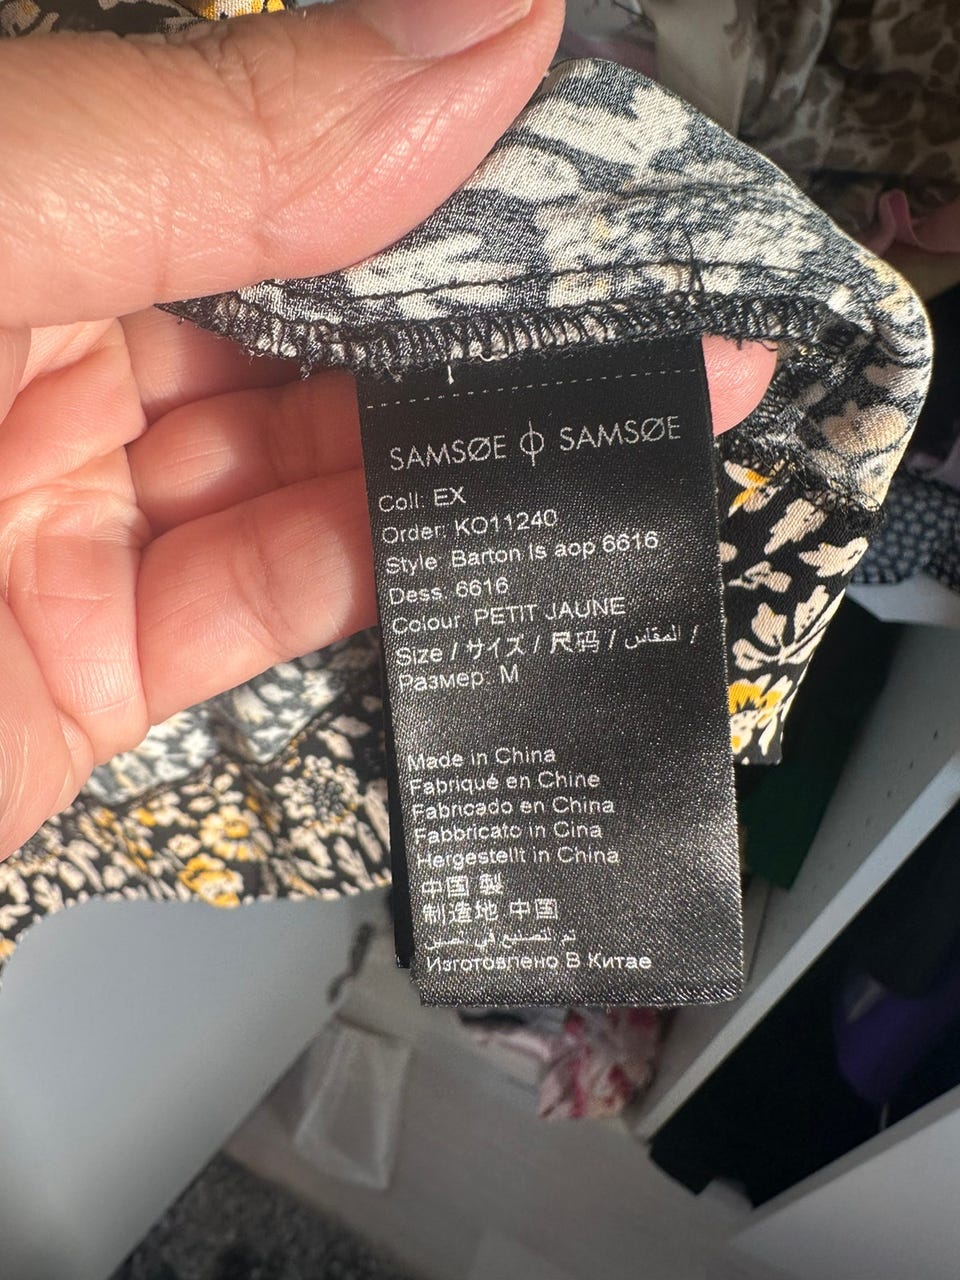 SAMSØE ϕ SAMSØE
Coll: EX
Order: KO11240
Style: Barton ls aop 6616
Dess: 6616
Colour: PETIT JAUNE
Size / サイズ / 尺码 / المقاس /
Размер: M
Made in China
Fabriqué en Chine
Fabricado en China
Fabbricato in Cina
Hergestellt in China
中国 製
制造地 中国
تم التصنيع في الصين
Изготовлено В Китае